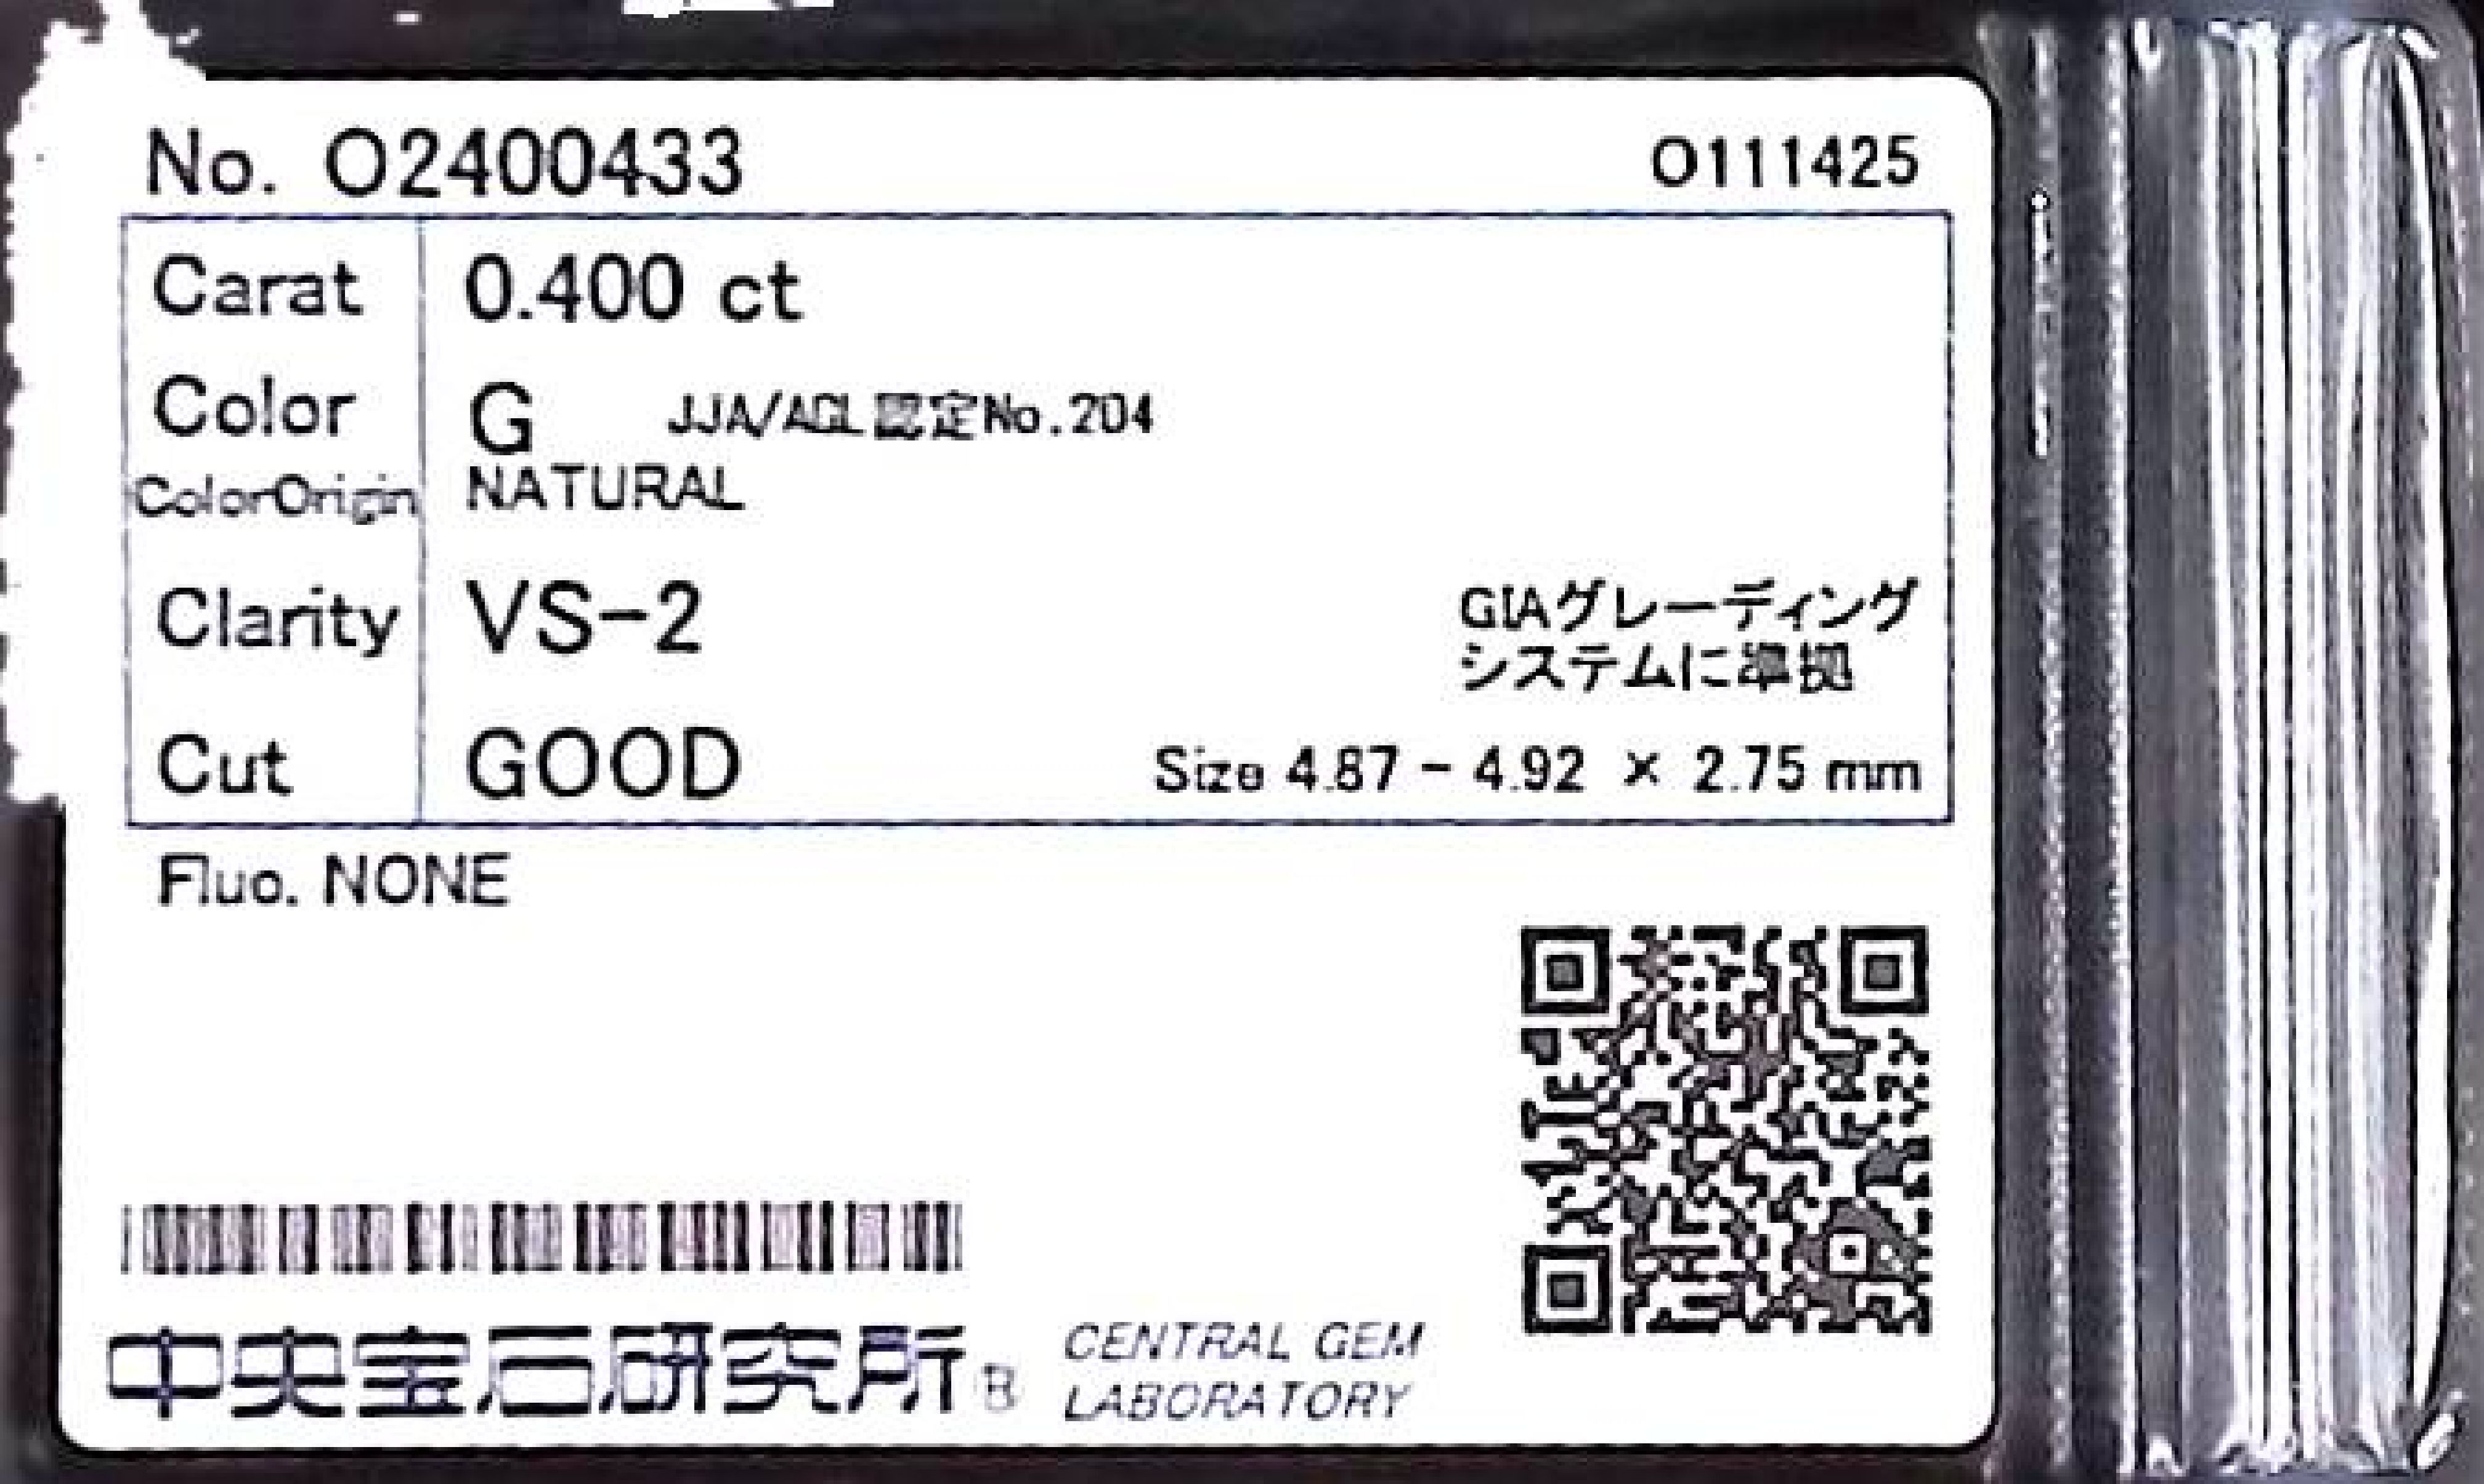 No. O2400433 O111425
Carat 0.400 ct
Color G JJA/AGL認定No.204
ColorOrigin NATURAL
Clarity VS-2
GIAグレーディング
システムに準拠
Cut GOOD Size 4.87 - 4.92 × 2.75 mm
Fluo. NONE
中央宝石研究所 CENTRAL GEM
LABORATORY